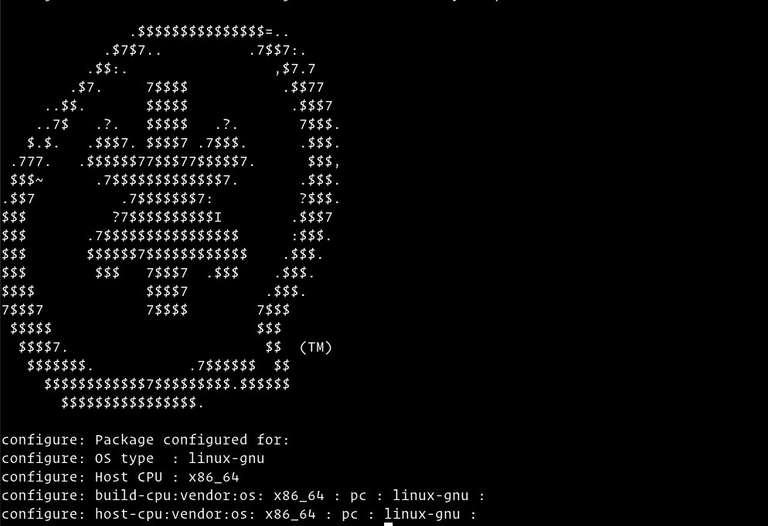 .$$$$$$$$$$$$$$$=..
            .$7$7..          .7$$7:.
          .$$:.                 ,$7.7
        .$7.     7$$$$           .$$77
     ..$$.       $$$$$            .$$$7
    ..7$   .?.   $$$$$   .?.       7$$$.
   $.$.   .$$$7. $$$$7 .7$$$.      .$$$.
 .777.   .$$$$$$77$$$77$$$$$7.      $$$,
 $$$~      .7$$$$$$$$$$$$$7.       .$$$.
.$$7          .7$$$$$$$7:          ?$$$.
$$$          ?7$$$$$$$$$$I        .$$$7
$$$       .7$$$$$$$$$$$$$$$$      :$$$.
$$$       $$$$$$7$$$$$$$$$$$$    .$$$.
$$$        $$$   7$$$7  .$$$    .$$$.
$$$$             $$$$7         .$$$.
7$$$7            7$$$$        7$$$
 $$$$$                        $$$
  $$$$7.                       $$  (TM)
   $$$$$$$.           .7$$$$$$  $$
     $$$$$$$$$$$$7$$$$$$$$$.$$$$$$
       $$$$$$$$$$$$$$$$.
configure: Package configured for:
configure: OS type  : linux-gnu
configure: Host CPU : x86_64
configure: build-cpu:vendor:os: x86_64 : pc : linux-gnu :
configure: host-cpu:vendor:os: x86_64 : pc : linux-gnu :